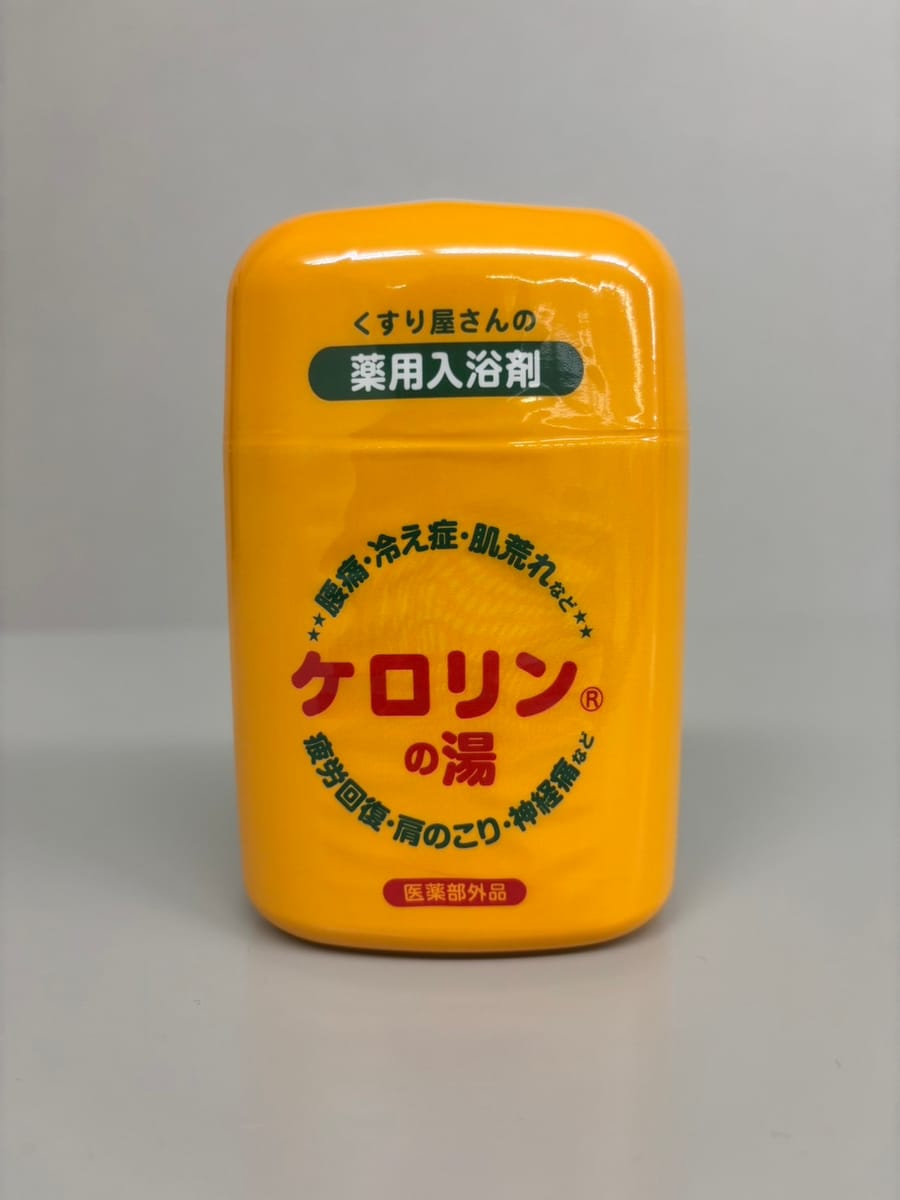 くすり屋さんの
薬用入浴剤
★★腰痛・冷え症・肌荒れなど★★
ケロリン®
の湯
疲労回復・肩のこり・神経痛など
医薬部外品